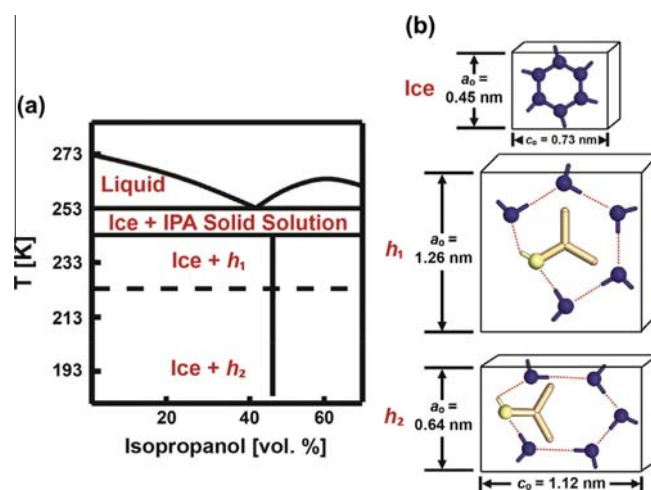 (a)
T [K]
273
253
233
213
193
Liquid
Ice + IPA Solid Solution
Ice + h₁
Ice + h₂
20
40
60
Isopropanol [vol. %]
(b)
Ice
a₀ =
0.45 nm
c₀ = 0.73 nm
h₁
a₀ =
1.26 nm
h₂
a₀ =
0.64 nm
c₀ = 1.12 nm